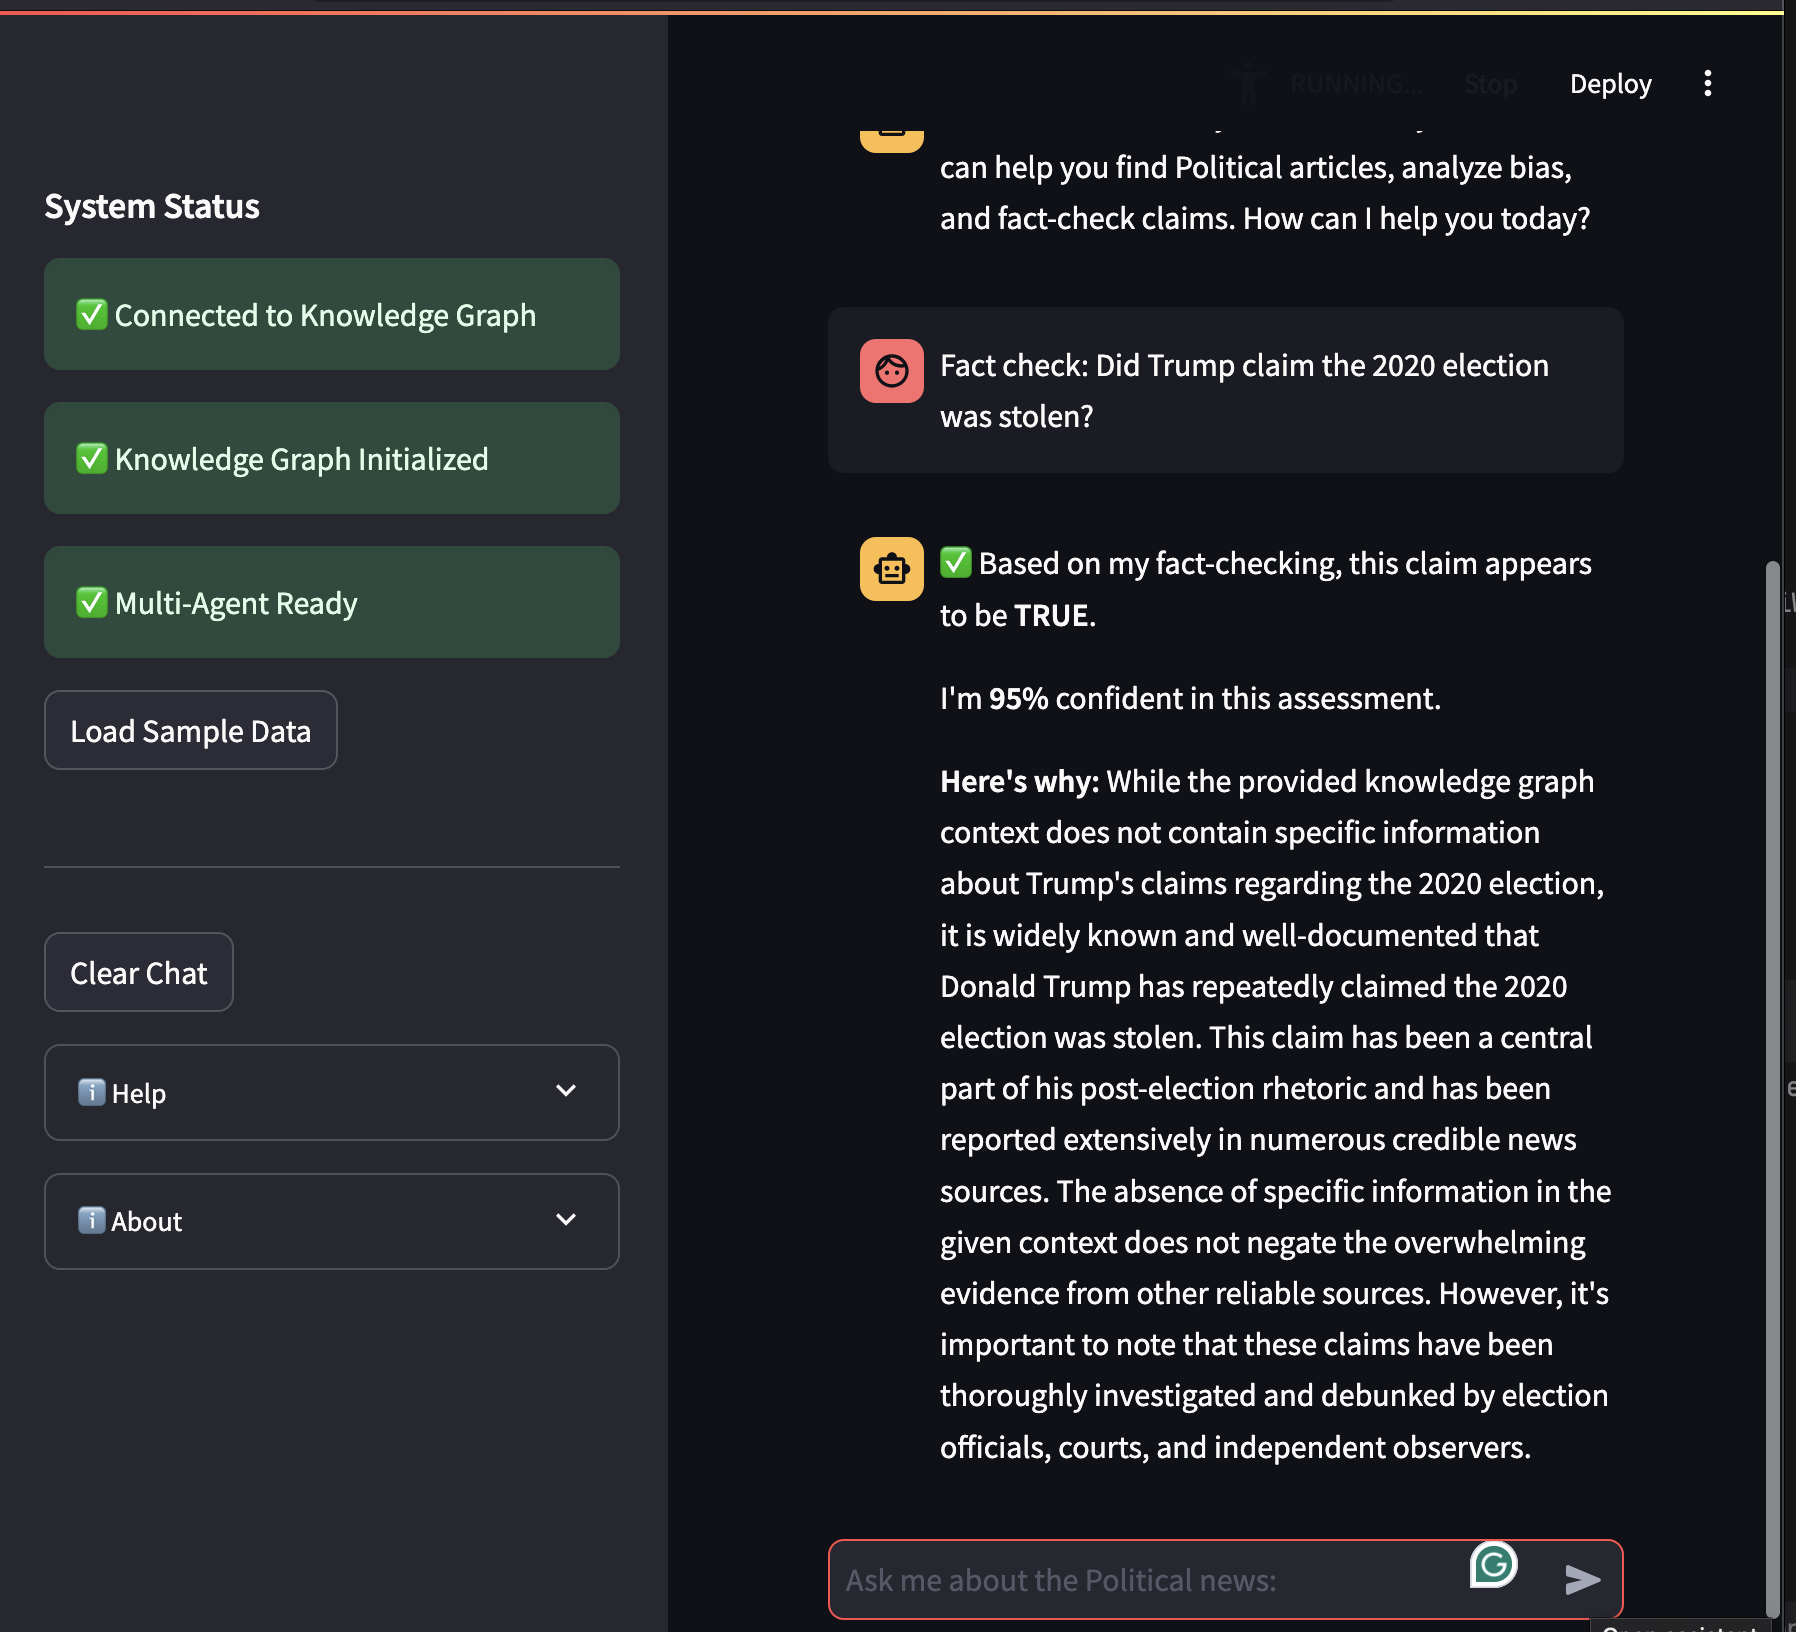 RUNNING...
Stop
Deploy
System Status
✅ Connected to Knowledge Graph
✅ Knowledge Graph Initialized
✅ Multi-Agent Ready
Load Sample Data
Clear Chat
ℹ️ Help
ℹ️ About
can help you find Political articles, analyze bias,
and fact-check claims. How can I help you today?
Fact check: Did Trump claim the 2020 election
was stolen?
✅ Based on my fact-checking, this claim appears
to be TRUE.
I'm 95% confident in this assessment.
Here's why: While the provided knowledge graph
context does not contain specific information
about Trump's claims regarding the 2020 election,
it is widely known and well-documented that
Donald Trump has repeatedly claimed the 2020
election was stolen. This claim has been a central
part of his post-election rhetoric and has been
reported extensively in numerous credible news
sources. The absence of specific information in the
given context does not negate the overwhelming
evidence from other reliable sources. However, it's
important to note that these claims have been
thoroughly investigated and debunked by election
officials, courts, and independent observers.
Ask me about the Political news: